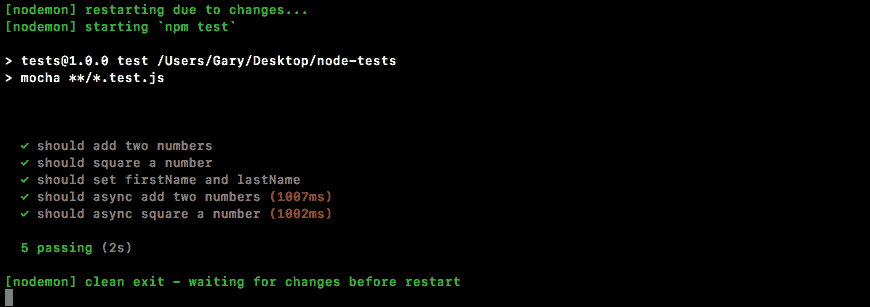 [nodemon] restarting due to changes...
[nodemon] starting `npm test`
> tests@1.0.0 test /Users/Gary/Desktop/node-tests
> mocha **/*.test.js
✓ should add two numbers
✓ should square a number
✓ should set firstName and lastName
✓ should async add two numbers (1007ms)
✓ should async square a number (1002ms)
5 passing (2s)
[nodemon] clean exit - waiting for changes before restart